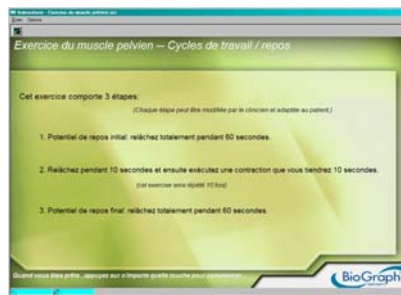 Exercice du muscle pelvien -- Cycles de travail / repos
Cet exercice comporte 3 étapes:
(Chaque étape peut être modifiée par le clinicien et adaptée au patient.)
1. Potentiel de repos initial: relâchez totalement pendant 60 secondes.
2. Relâchez pendant 10 secondes et ensuite exécutez une contraction que vous tiendrez 10 secondes.
(cet exercise sera répété 10 fois)
3. Potentiel de repos final: relâchez totalement pendant 60 secondes.
Quand vous êtes prêts...appuyez sur n'importe quelle touche pour commencer...
BioGraph